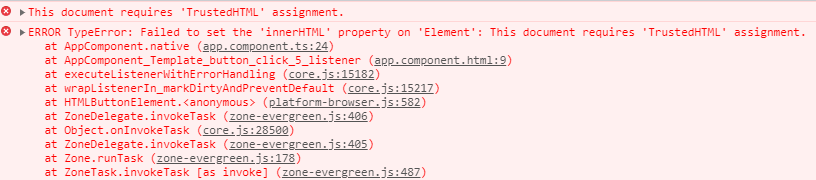 This document requires 'TrustedHTML' assignment.
ERROR TypeError: Failed to set the 'innerHTML' property on 'Element': This document requires 'TrustedHTML' assignment.
at AppComponent.native (app.component.ts:24)
at AppComponent_Template_button_click_5_listener (app.component.html:9)
at executeListenerWithErrorHandling (core.js:15182)
at wrapListenerIn_markDirtyAndPreventDefault (core.js:15217)
at HTMLButtonElement.<anonymous> (platform-browser.js:582)
at ZoneDelegate.invokeTask (zone-evergreen.js:406)
at Object.onInvokeTask (core.js:28500)
at ZoneDelegate.invokeTask (zone-evergreen.js:405)
at Zone.runTask (zone-evergreen.js:178)
at ZoneTask.invokeTask [as invoke] (zone-evergreen.js:487)